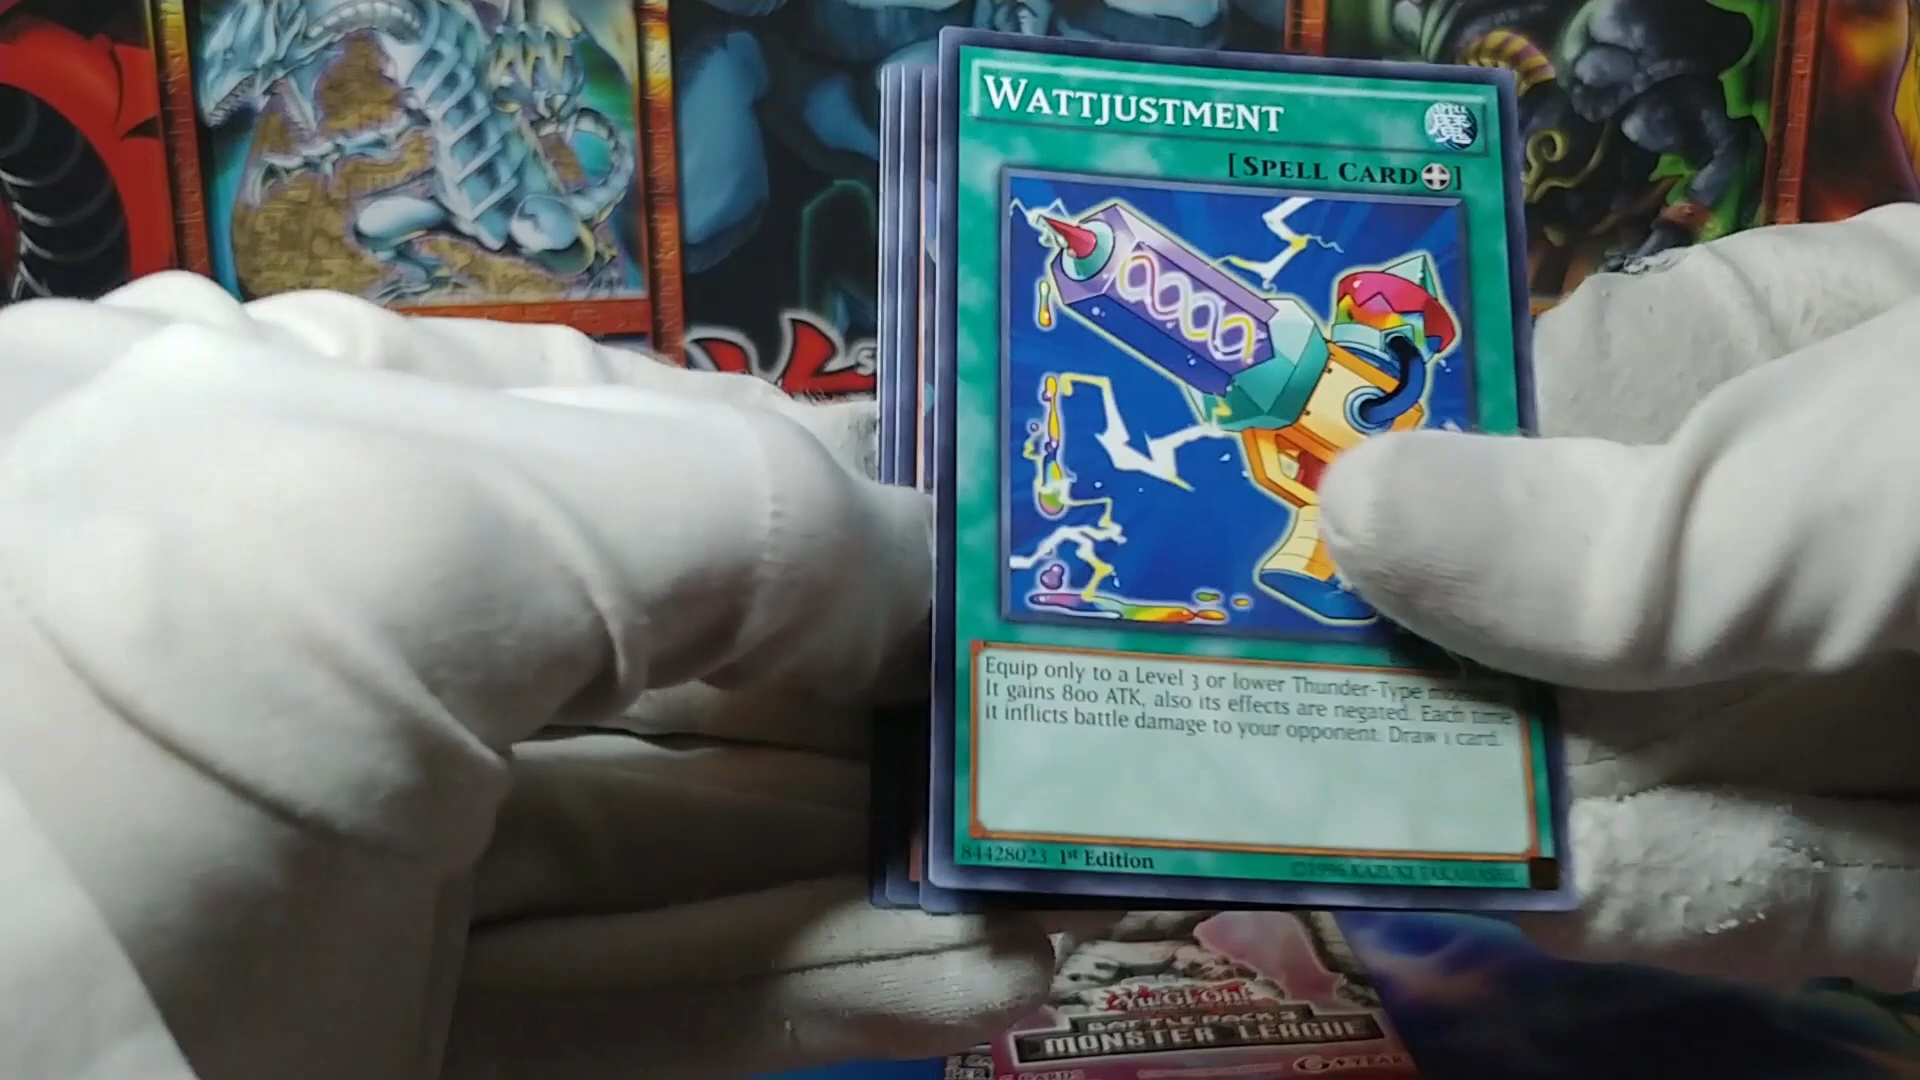 WATTJUSTMENT
魔
[SPELL CARD]
Equip only to a Level 3 or lower Thunder-Type
It gains 800 ATK, also its effects are negated. Each time
it inflicts battle damage to your opponent: Draw 1 card.
84428023 1st Edition
©1996 KAZUKI TAKAHASHI
Yu-Gi-Oh!
BATTLE PACK 3
MONSTER LEAGUE